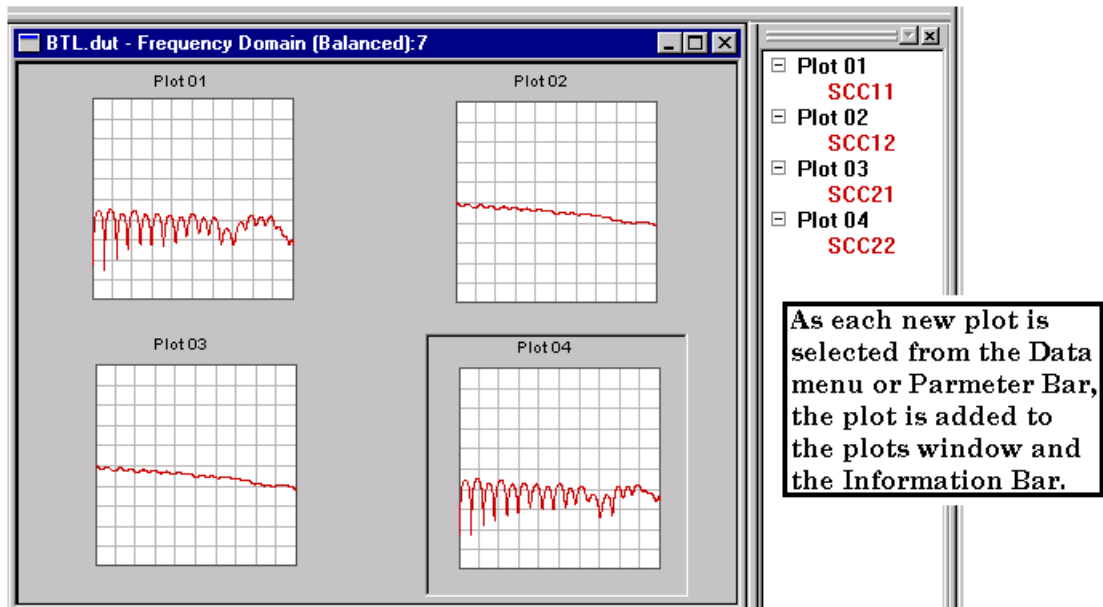 BTL.dut - Frequency Domain (Balanced):7
Plot 01
Plot 02
Plot 03
Plot 04
Plot 01
SCC11
Plot 02
SCC12
Plot 03
SCC21
Plot 04
SCC22
As each new plot is
selected from the Data
menu or Parmeter Bar,
the plot is added to
the plots window and
the Information Bar.